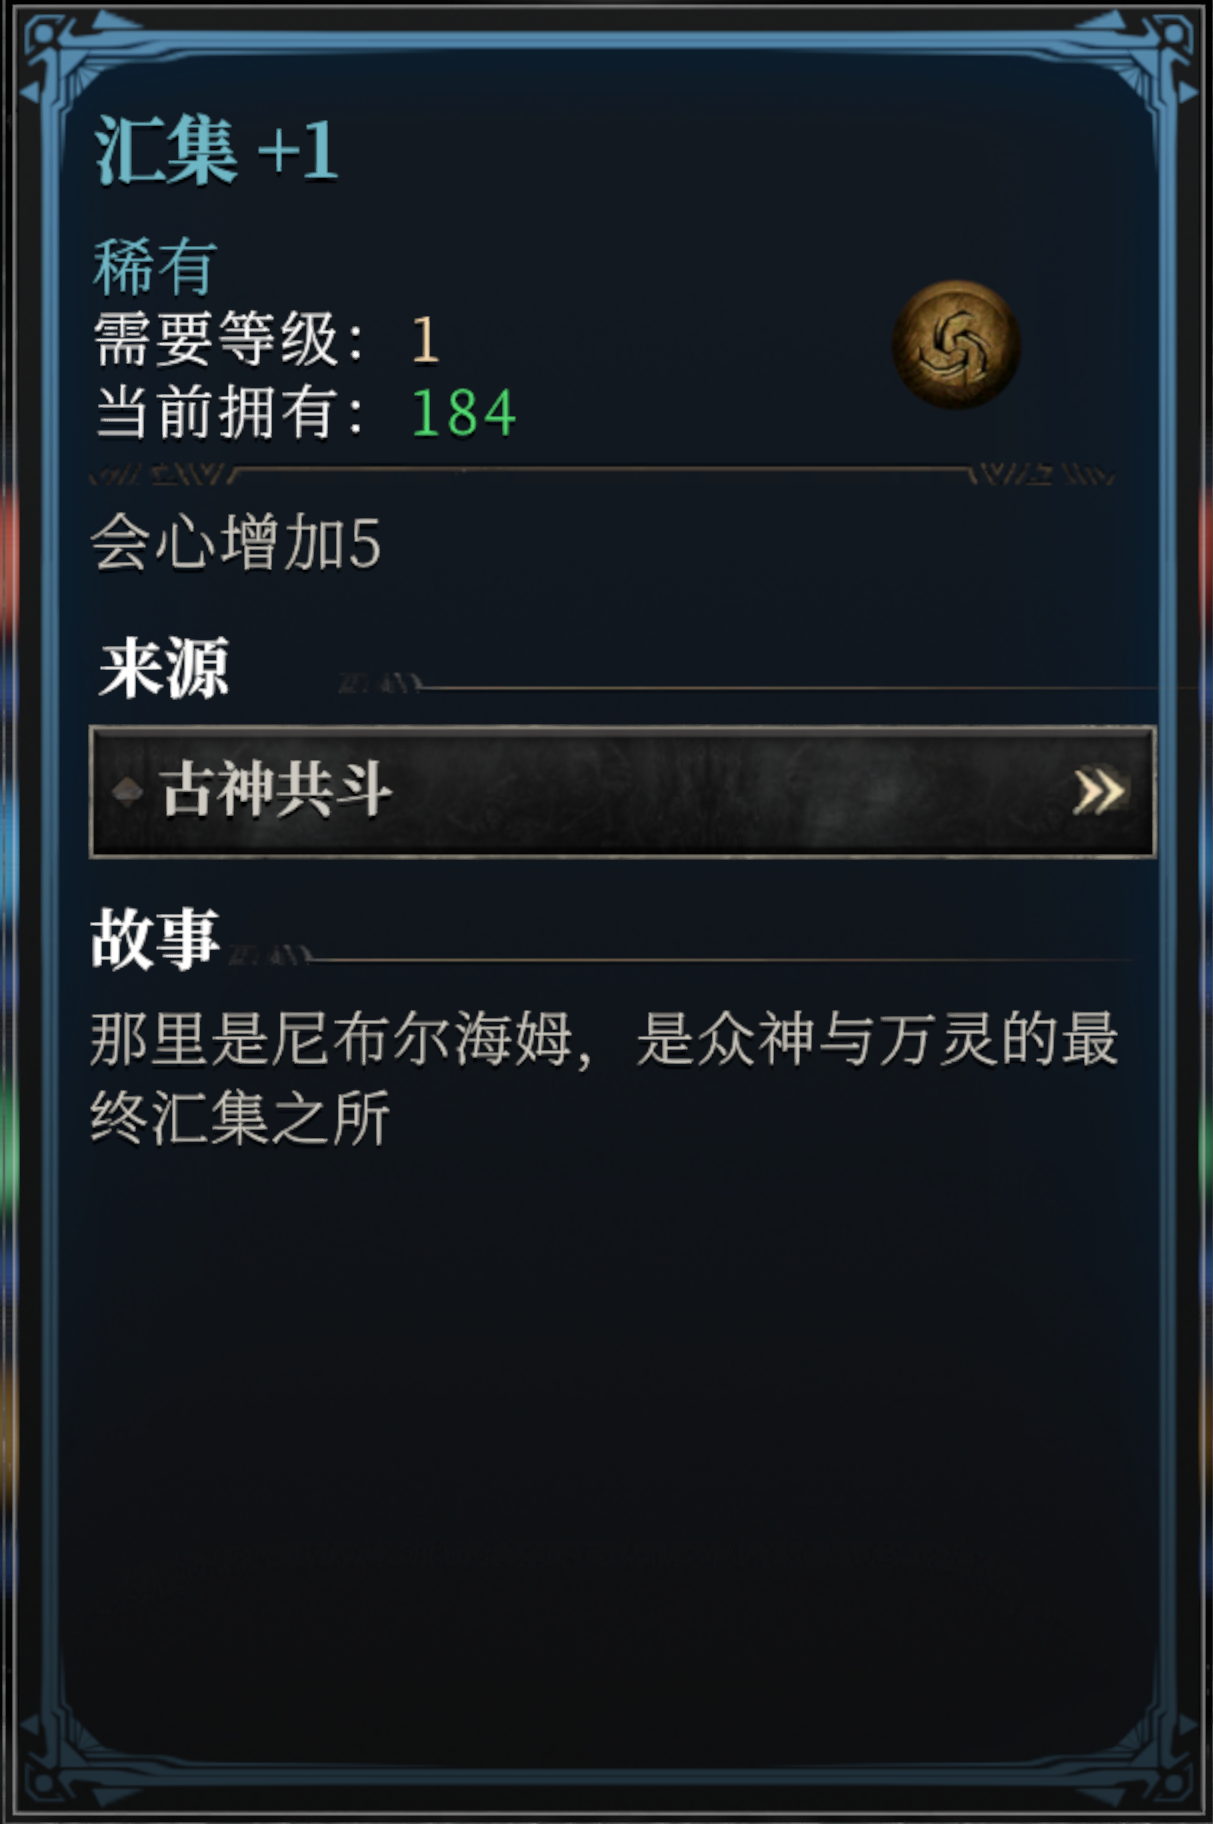 汇集 +1
稀有
需要等级： 1
当前拥有： 184
会心增加5
来源
古神共斗
故事
那里是尼布尔海姆，是众神与万灵的最
终汇集之所